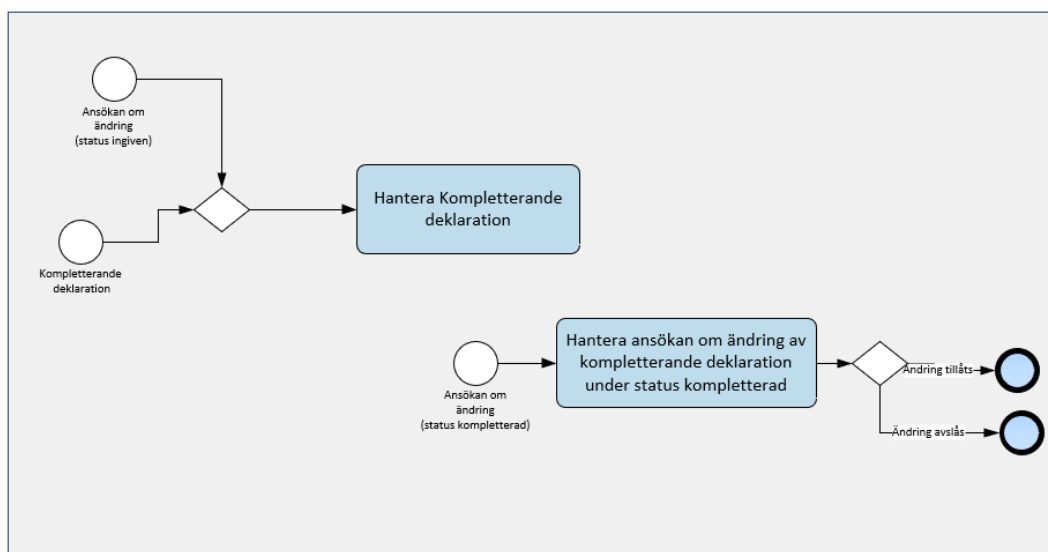 Ansökan om
ändring
(status ingiven)
Hantera Kompletterande
deklaration
Kompletterande
deklaration
Hantera ansökan om ändring av
kompletterande deklaration
under status kompletterad
Ansökan om
ändring
(status kompletterad)
Ändring tillåts
Ändring avslås